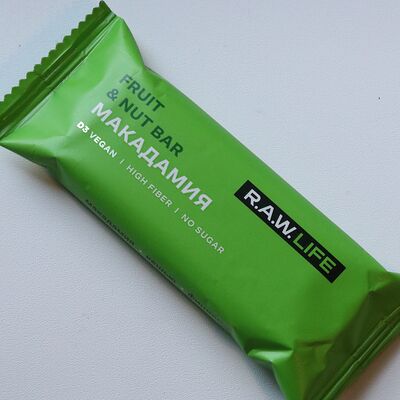 FRUIT
& NUT BAR
МАКАДАМИЯ
D3 VEGAN | HIGH FIBER | NO SUGAR
R.A.W. LIFE